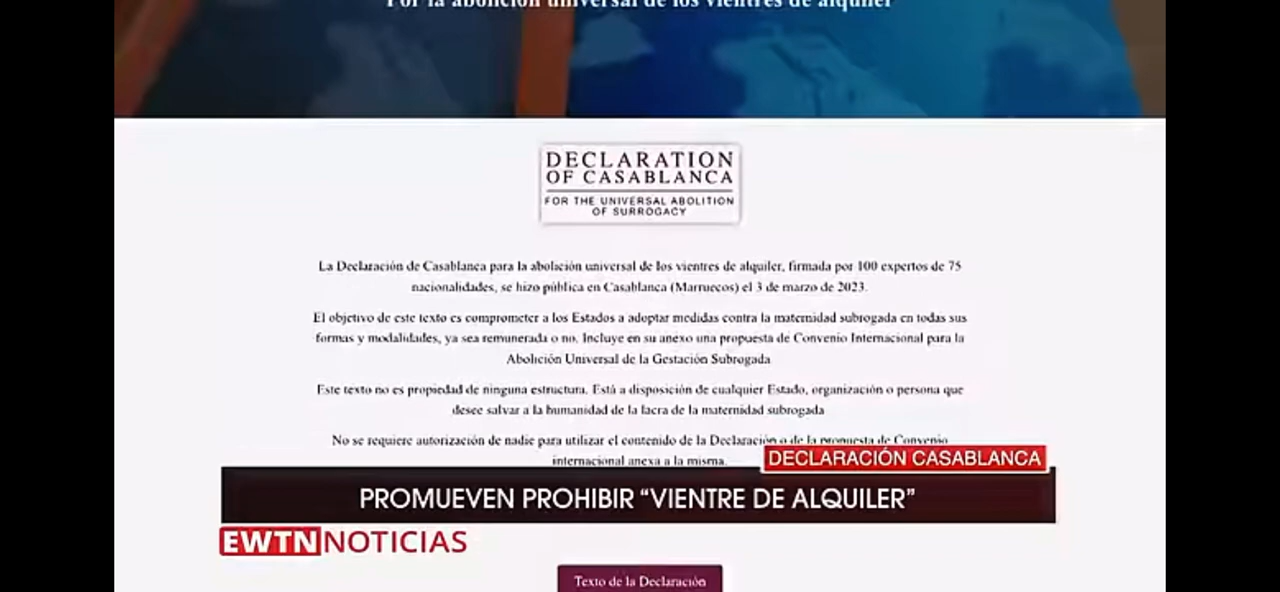 Por la abolición universal de los vientres de alquiler
DECLARATION
OF CASABLANCA
FOR THE UNIVERSAL ABOLITION
OF SURROGACY
La Declaración de Casablanca para la abolación universal de los vientres de alquiler, firmada por 100 expertos de 75
nacionalidades, se hizo pública en Casablanca (Marruecos) el 3 de marzo de 2023.
El objetivo de este texto es comprometer a los Estados a adoptar medidas contra la maternidad subrogada en todas sus
formas y modalidades, ya sea remunerada o no. Incluye en su anexo una propuesta de Convenio Internacional para la
Abolición Universal de la Gestación Subrogada
Este texto no es propiedad de ninguna estructura. Está a disposición de cualquier Estado, organización o persona que
desee salvar a la humanidad de la lacra de la maternidad subrogada
No se requiere autorización de nadie para utilizar el contenido de la Declaración o de la propuesta de Convenio
internacional anexa a la misma.
DECLARACIÓN CASABLANCA
PROMUEVEN PROHIBIR “VIENTRE DE ALQUILER”
EWTN NOTICIAS
Texto de la Declaración